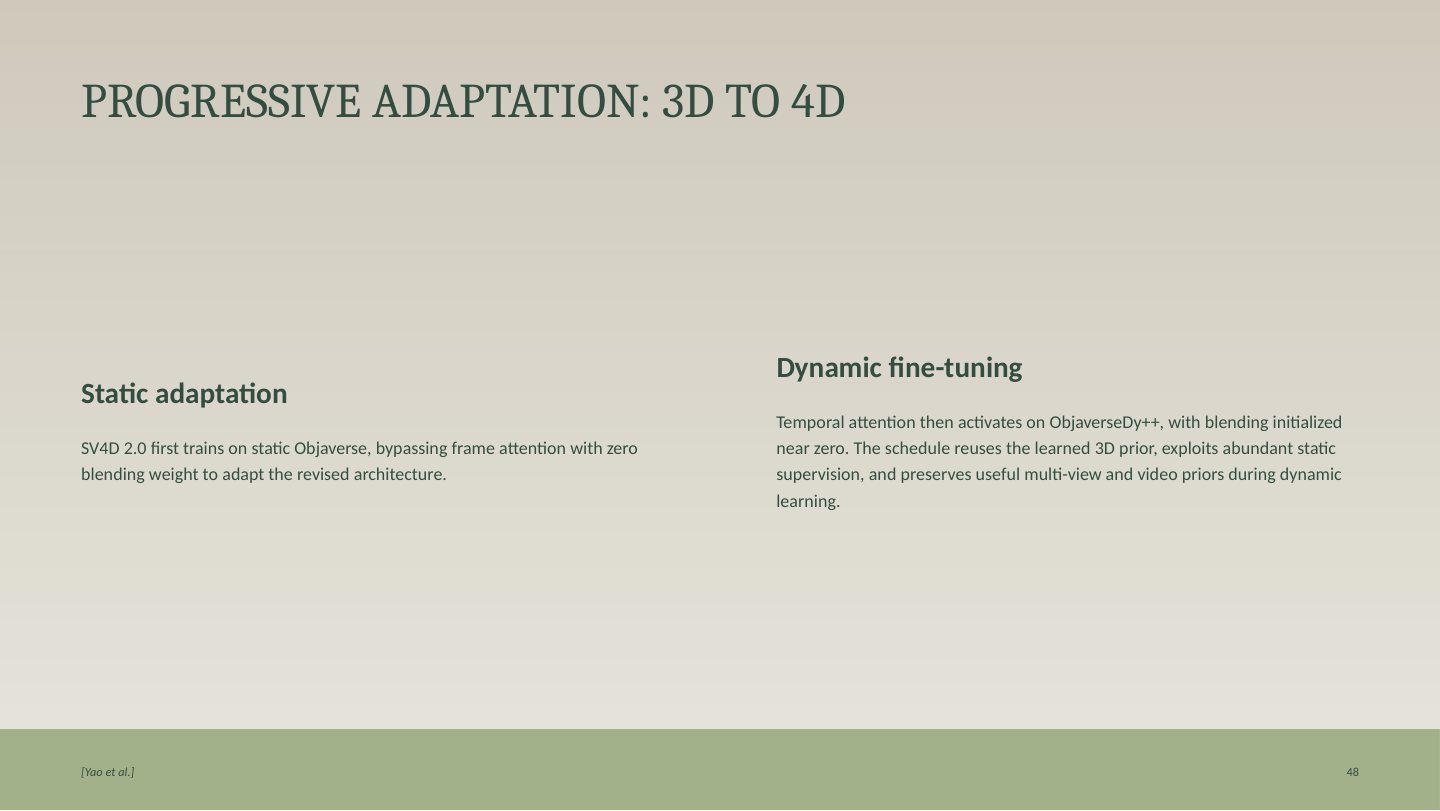 PROGRESSIVE ADAPTATION: 3D TO 4D
Static adaptation
SV4D 2.0 first trains on static Objaverse, bypassing frame attention with zero
blending weight to adapt the revised architecture.
Dynamic fine-tuning
Temporal attention then activates on ObjaverseDy++, with blending initialized
near zero. The schedule reuses the learned 3D prior, exploits abundant static
supervision, and preserves useful multi-view and video priors during dynamic
learning.
[Yao et al.]
48